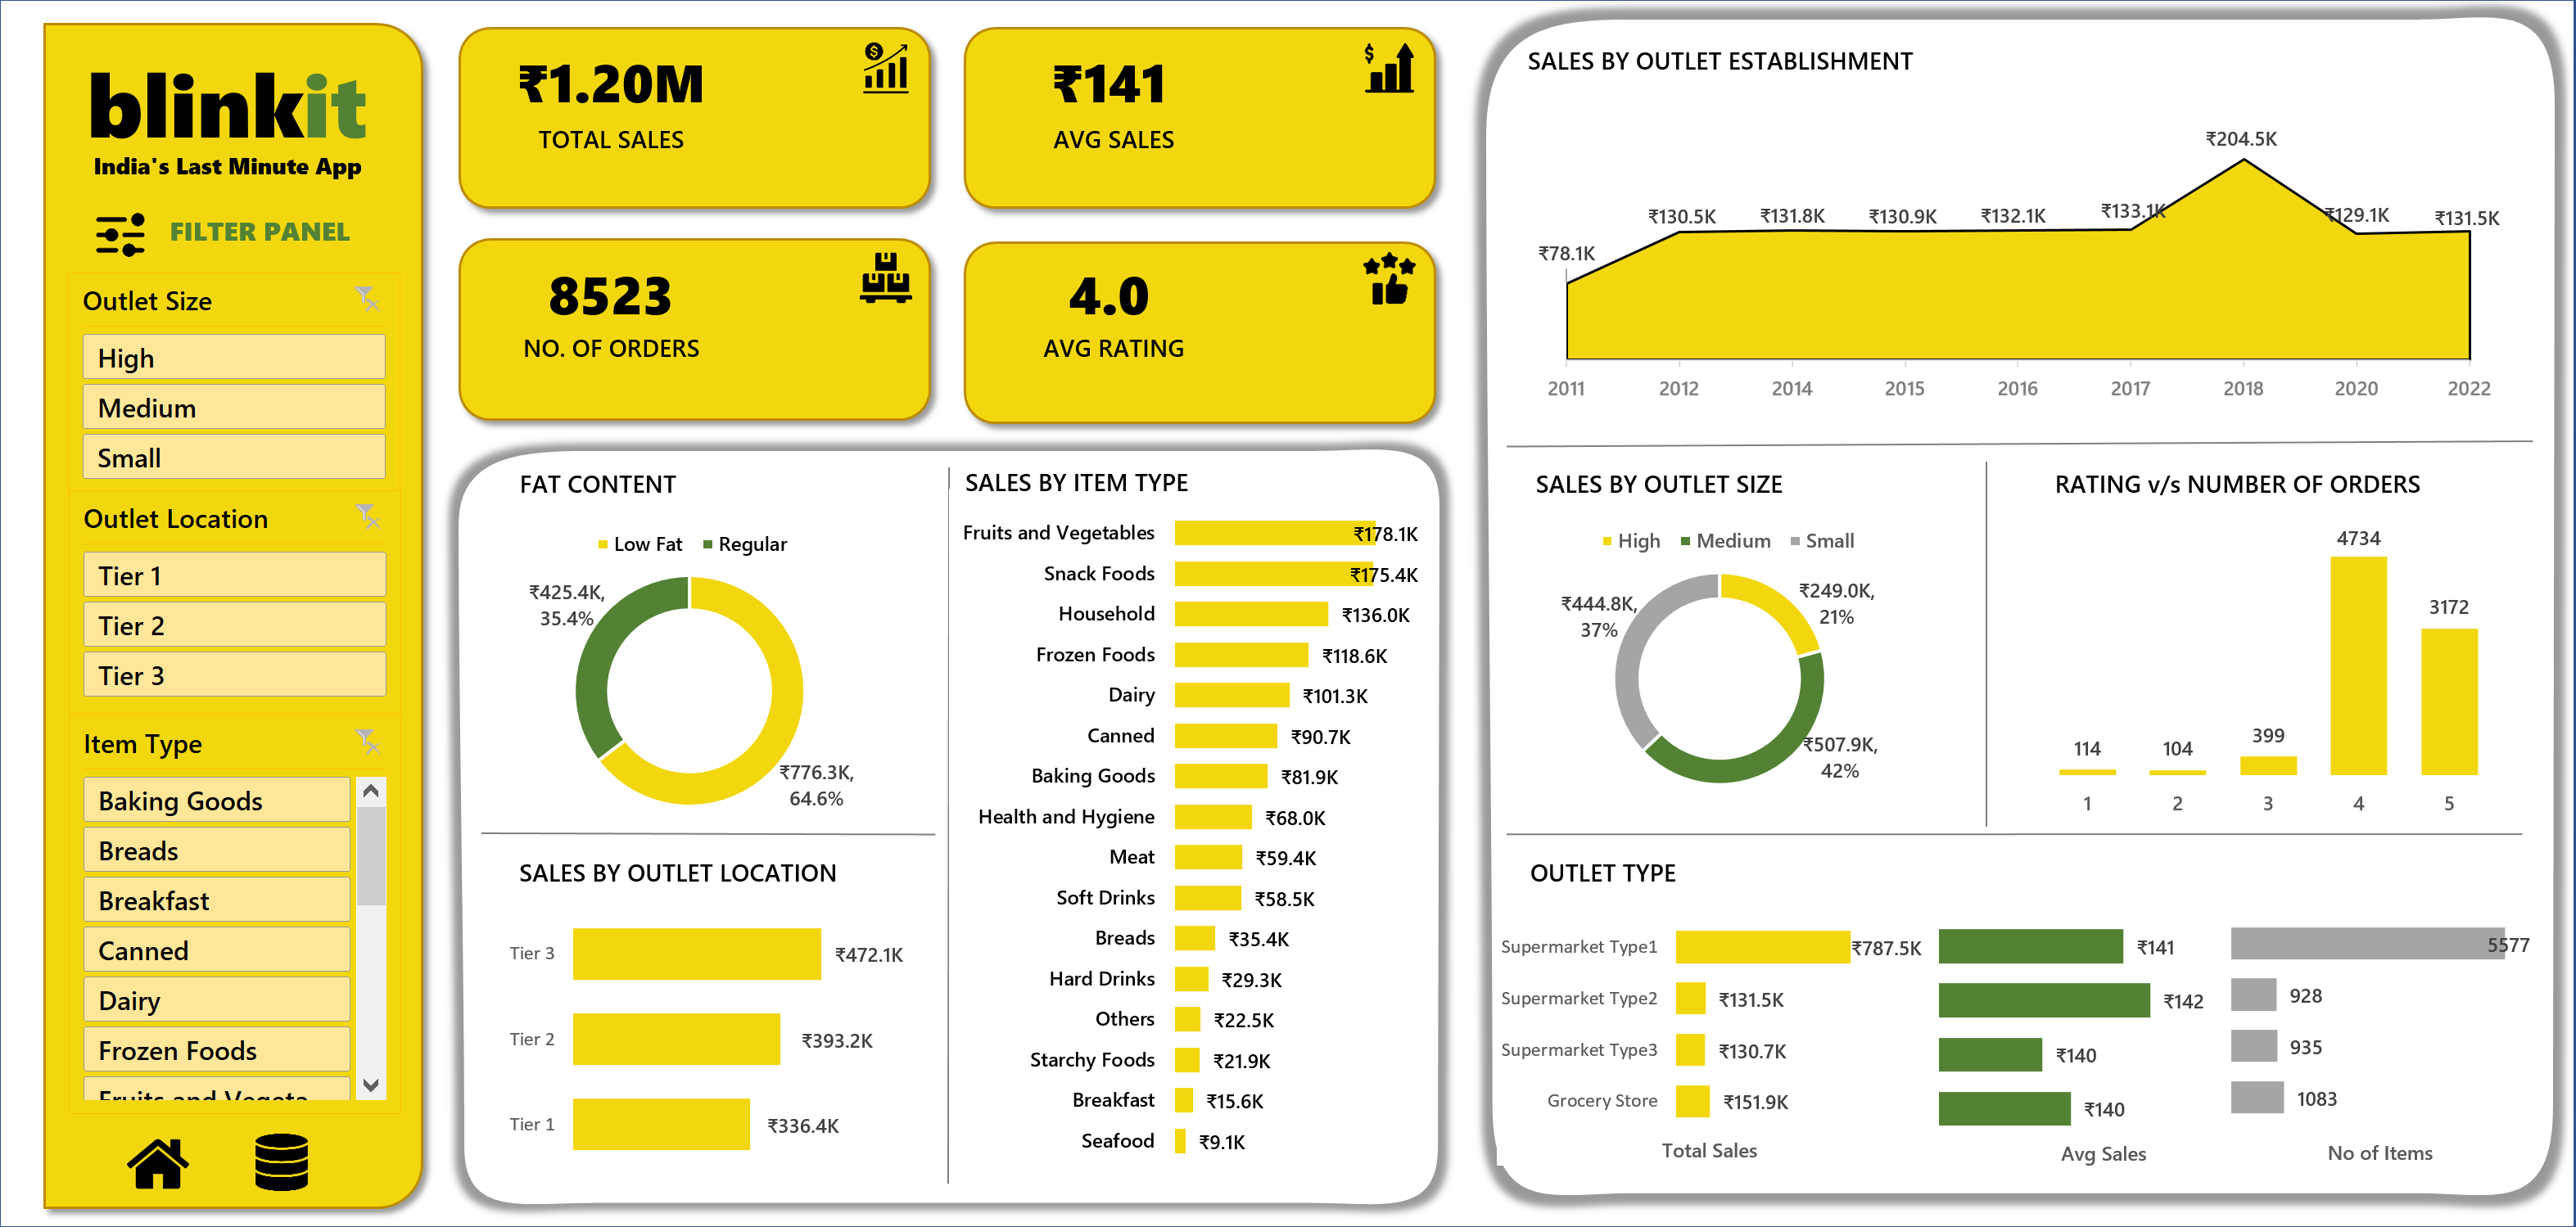 blinkit
India's Last Minute App
FILTER PANEL
Outlet Size
High
Medium
Small
Outlet Location
Tier 1
Tier 2
Tier 3
Item Type
Baking Goods
Breads
Breakfast
Canned
Dairy
Frozen Foods
Fruits and Vegeta
₹1.20M
TOTAL SALES
₹141
AVG SALES
8523
NO. OF ORDERS
4.0
AVG RATING
FAT CONTENT
Low Fat
Regular
₹425.4K,
35.4%
₹776.3K,
64.6%
SALES BY OUTLET LOCATION
Tier 3 ₹472.1K
Tier 2 ₹393.2K
Tier 1 ₹336.4K
SALES BY ITEM TYPE
Fruits and Vegetables ₹178.1K
Snack Foods ₹175.4K
Household ₹136.0K
Frozen Foods ₹118.6K
Dairy ₹101.3K
Canned ₹90.7K
Baking Goods ₹81.9K
Health and Hygiene ₹68.0K
Meat ₹59.4K
Soft Drinks ₹58.5K
Breads ₹35.4K
Hard Drinks ₹29.3K
Others ₹22.5K
Starchy Foods ₹21.9K
Breakfast ₹15.6K
Seafood ₹9.1K
SALES BY OUTLET ESTABLISHMENT
₹78.1K ₹130.5K ₹131.8K ₹130.9K ₹132.1K ₹133.1K ₹204.5K ₹129.1K ₹131.5K
2011 2012 2014 2015 2016 2017 2018 2020 2022
SALES BY OUTLET SIZE
High Medium Small
₹249.0K,
21%
₹444.8K,
37%
₹507.9K,
42%
RATING v/s NUMBER OF ORDERS
114 104 399 4734 3172
1 2 3 4 5
OUTLET TYPE
Supermarket Type1 ₹787.5K ₹141 5577
Supermarket Type2 ₹131.5K ₹142 928
Supermarket Type3 ₹130.7K ₹140 935
Grocery Store ₹151.9K ₹140 1083
Total Sales Avg Sales No of Items